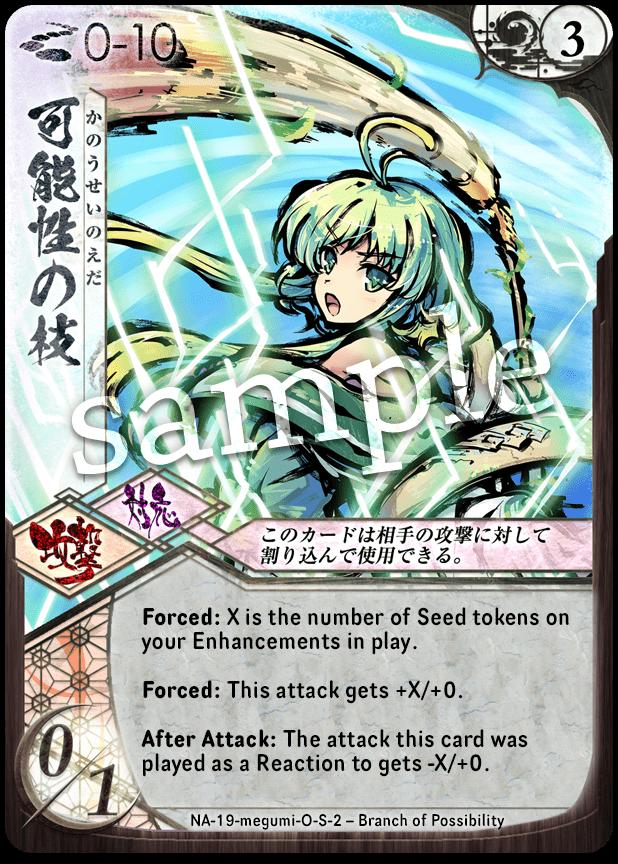 0-10
3
可能性の枝
かのうせいのえだ
sample
攻撃
対応
このカードは相手の攻撃に対して
割り込んで使用できる。
Forced: X is the number of Seed tokens on
your Enhancements in play.
Forced: This attack gets +X/+0.
After Attack: The attack this card was
played as a Reaction to gets -X/+0.
0/1
NA-19-megumi-O-S-2 – Branch of Possibility